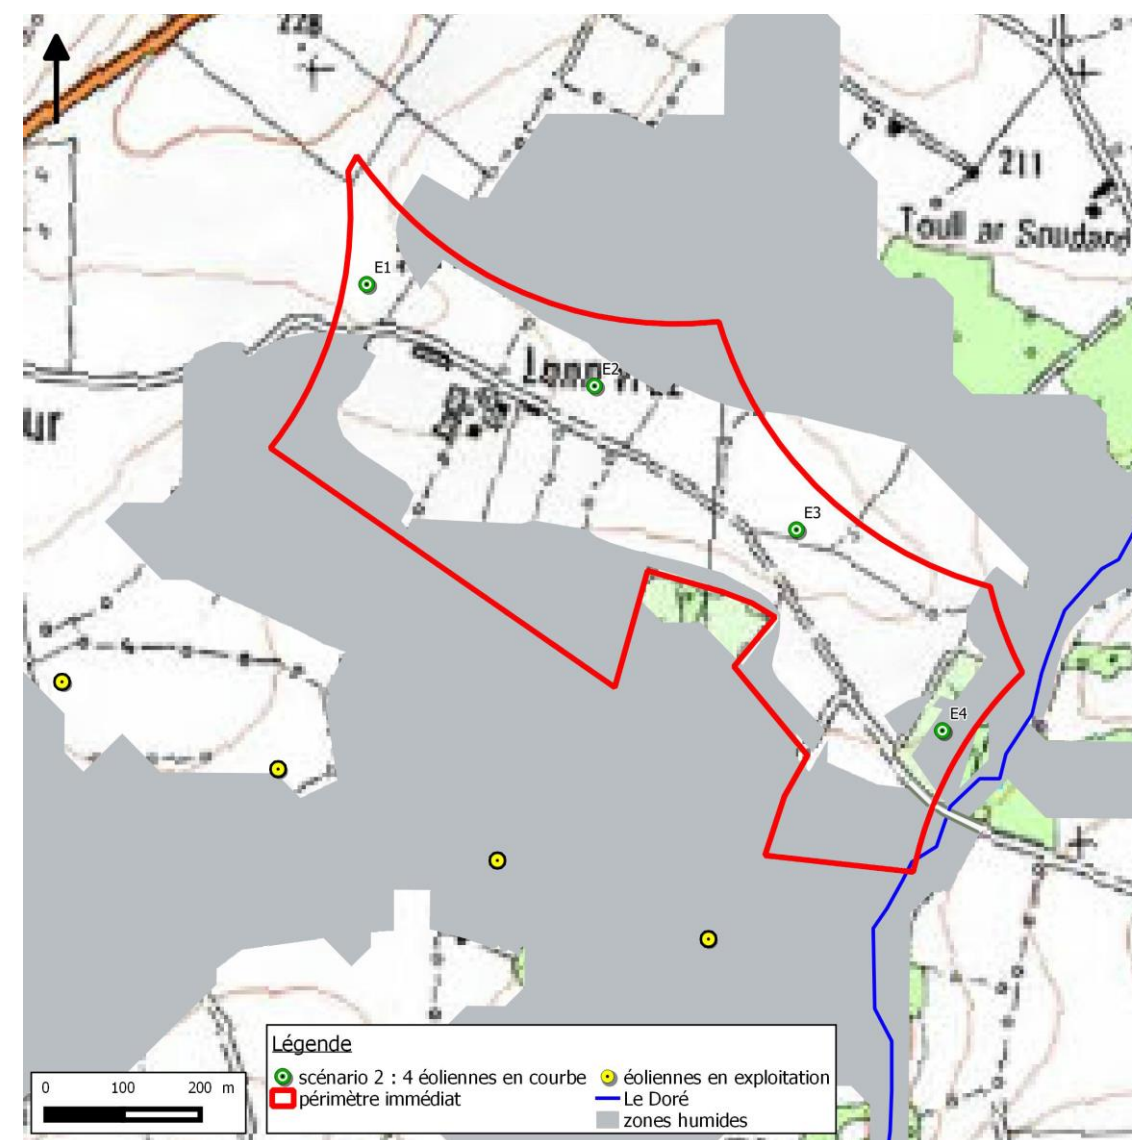 228
211
Toull ar Soudard
E1
E2
ur
E3
E4
Légende
scénario 2 : 4 éoliennes en courbe
éoliennes en exploitation
périmètre immédiat
Le Doré
zones humides
0 100 200 m